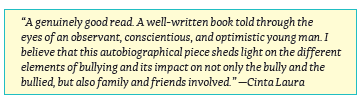 “A genuinely good read. A well-written book told through the
eyes of an observant, conscientious, and optimistic young man. I
believe that this autobiographical piece sheds light on the different
elements of bullying and its impact on not only the bully and the
bullied, but also family and friends involved.” —Cinta Laura